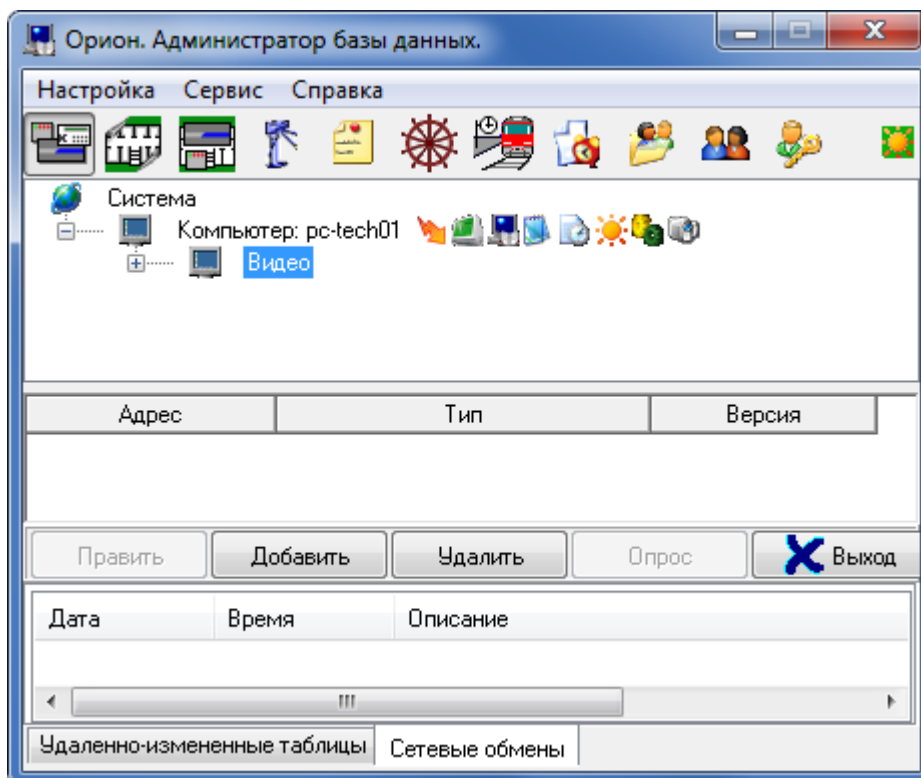 Орион. Администратор базы данных.
Настройка Сервис Справка
Система
Компьютер: pc-tech01
Видео
Адрес Тип Версия
Править Добавить Удалить Опрос Выход
Дата Время Описание
Удаленно-измененные таблицы Сетевые обмены